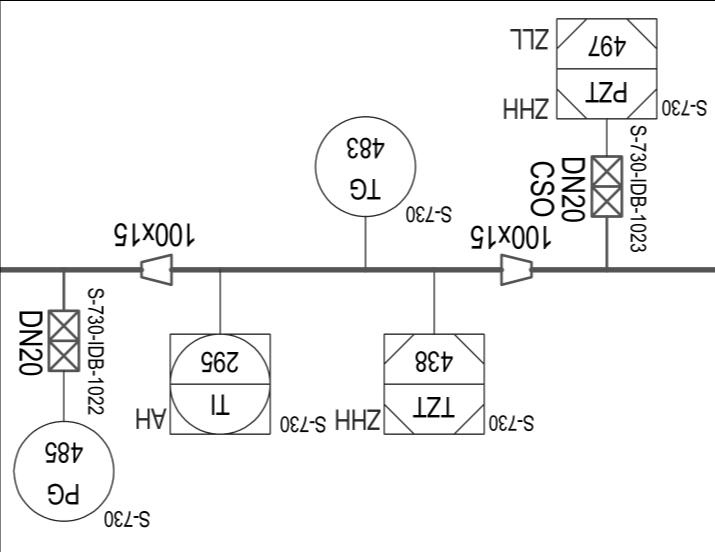 S-730
TZT
438
ZHH
S-730
TI
295
AH
S-730
PG
485
DN20
S-730-IDB-1022
100x15
100x15
S-730-IDB-1023
DN20
CSO
S-730
PZT
497
ZHH
ZLL
S-730
TG
483